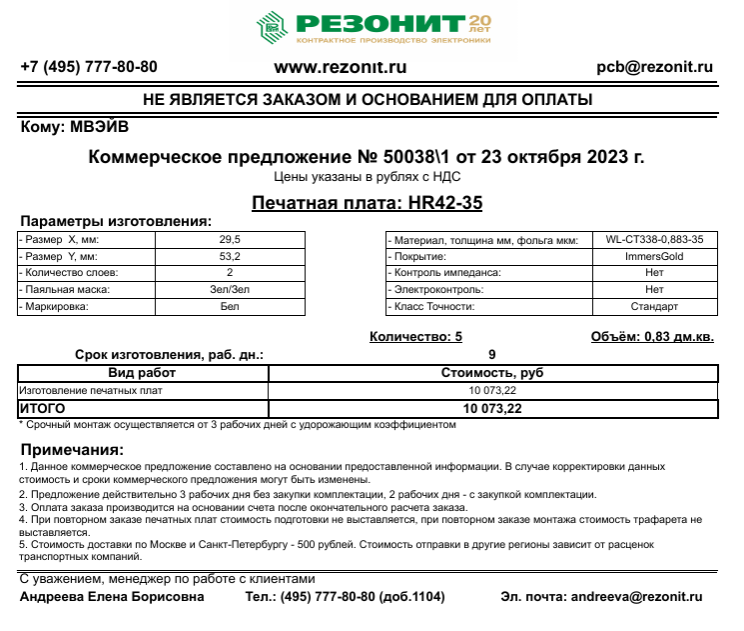 РЕЗОНИТ 20 ЛЕТ
КОНТРАКТНОЕ ПРОИЗВОДСТВО ЭЛЕКТРОНИКИ
+7 (495) 777-80-80 www.rezonit.ru pcb@rezonit.ru
НЕ ЯВЛЯЕТСЯ ЗАКАЗОМ И ОСНОВАНИЕМ ДЛЯ ОПЛАТЫ
Кому: МВЭЙВ
Коммерческое предложение № 50038\1 от 23 октября 2023 г.
Цены указаны в рублях с НДС
Печатная плата: HR42-35
Параметры изготовления:
- Размер X, мм: 29,5 - Материал, толщина мм, фольга мкм: WL-CT338-0,883-35
- Размер Y, мм: 53,2 - Покрытие: ImmersGold
- Количество слоев: 2 - Контроль импеданса: Нет
- Паяльная маска: Зел/Зел - Электроконтроль: Нет
- Маркировка: Бел - Класс Точности: Стандарт
Количество: 5 Объём: 0,83 дм.кв.
Срок изготовления, раб. дн.: 9
Вид работ Стоимость, руб
Изготовление печатных плат 10 073,22
ИТОГО 10 073,22
* Срочный монтаж осуществляется от 3 рабочих дней с удорожающим коэффициентом
Примечания:
1. Данное коммерческое предложение составлено на основании предоставленной информации. В случае корректировки данных
стоимость и сроки коммерческого предложения могут быть изменены.
2. Предложение действительно 3 рабочих дня без закупки комплектации, 2 рабочих дня - с закупкой комплектации.
3. Оплата заказа производится на основании счета после окончательного расчета заказа.
4. При повторном заказе печатных плат стоимость подготовки не выставляется, при повторном заказе монтажа стоимость трафарета не
выставляется.
5. Стоимость доставки по Москве и Санкт-Петербургу - 500 рублей. Стоимость отправки в другие регионы зависит от расценок
транспортных компаний.
С уважением, менеджер по работе с клиентами
Андреева Елена Борисовна Тел.: (495) 777-80-80 (доб.1104) Эл. почта: andreeva@rezonit.ru